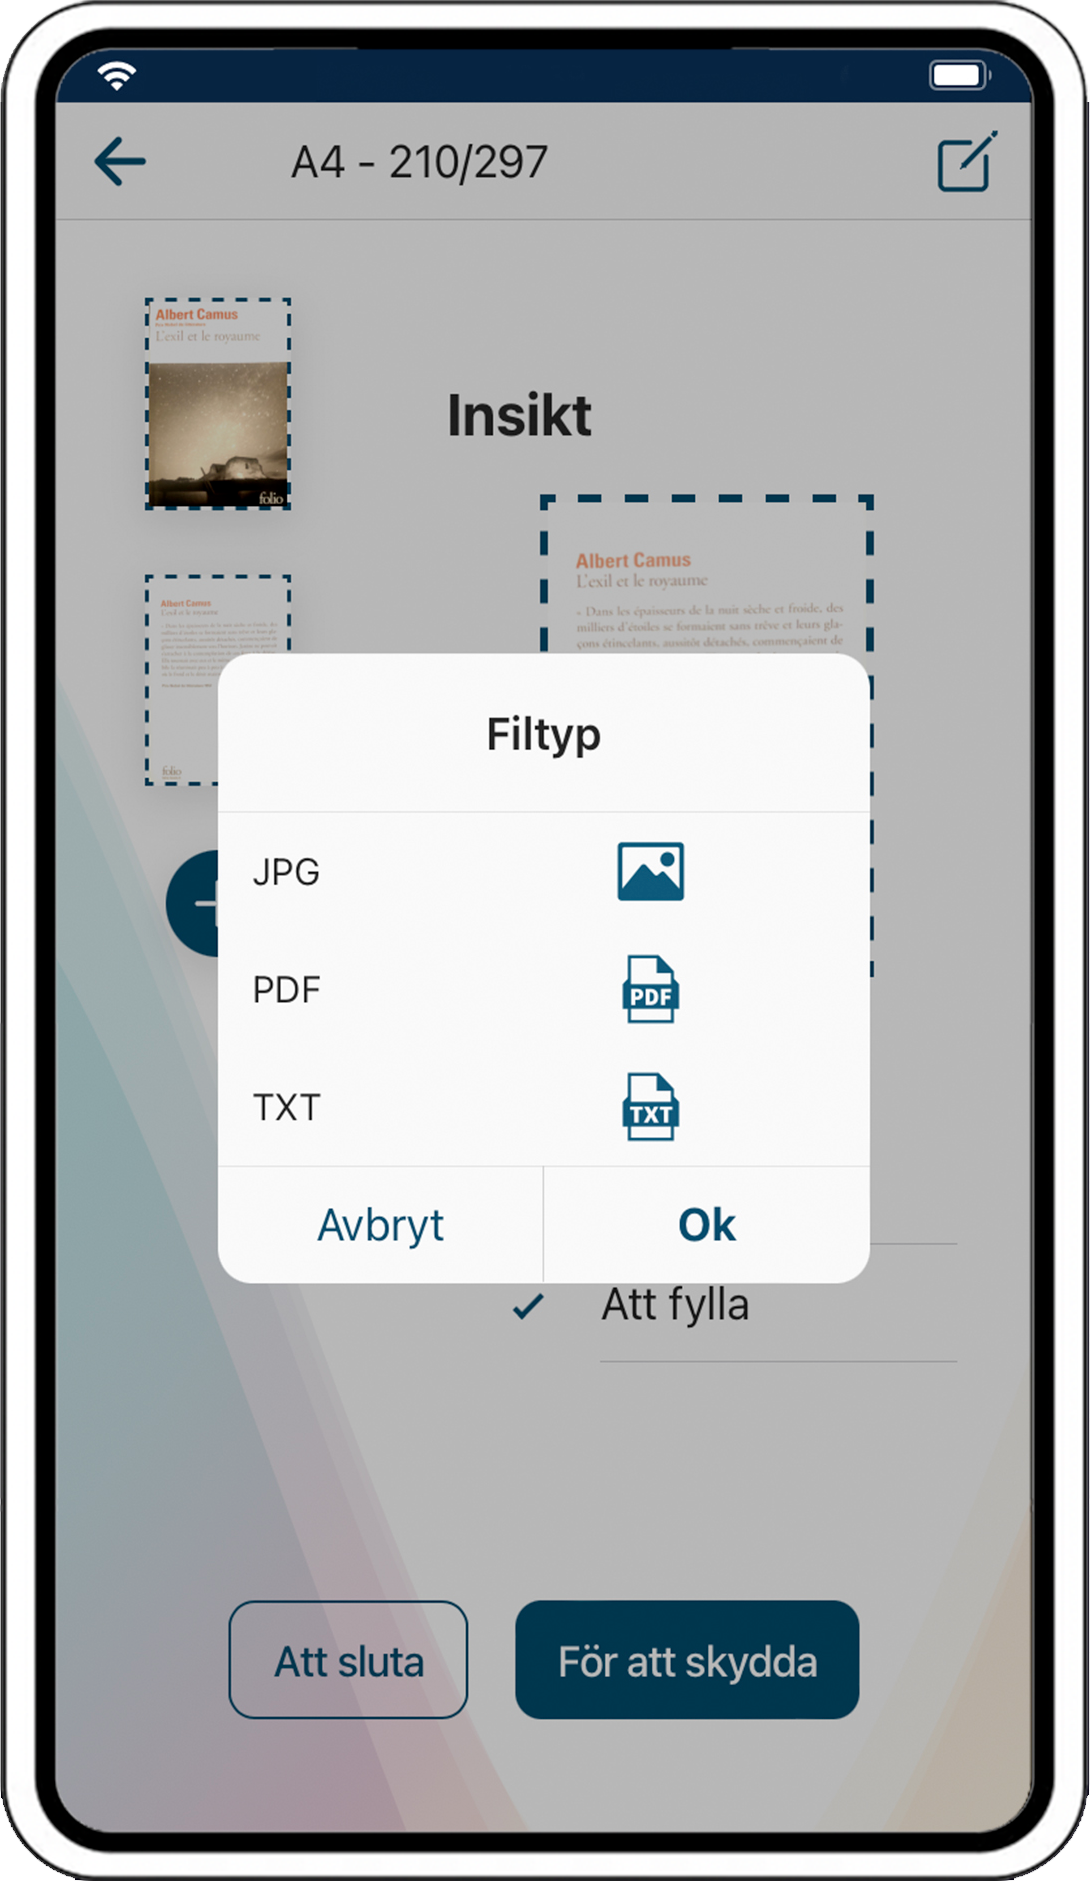 A4 - 210/297
Albert Camus
L'exil et le royaume
folio
Insikt
Albert Camus
L'exil et le royaume
« Dans les épaisseurs de la nuit sèche et froide, des
milliers d'étoiles se formaient sans trêve et leurs gla-
çons étincelants, aussitôt détachés, commençaient de
Albert Camus
L'exil et le royaume
folio
Filtyp
JPG
PDF
PDF
TXT
TXT
Avbryt
Ok
Att fylla
Att sluta
För att skydda